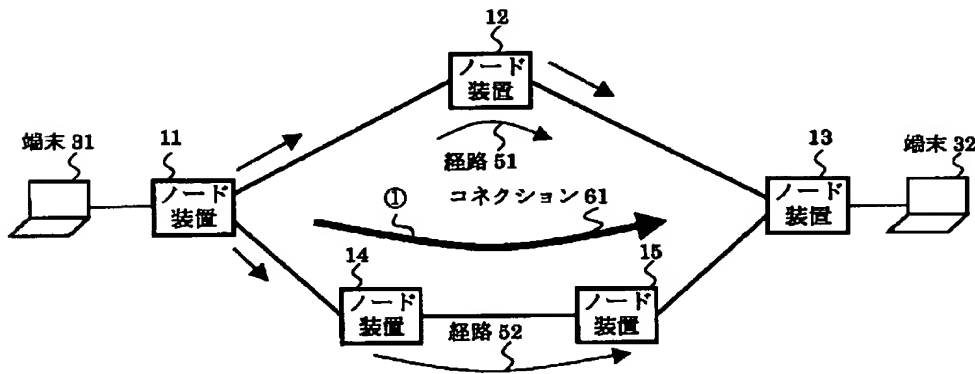 12
ノード
装置
端末 31
11
ノード
装置
経路 51
13
ノード
装置
端末 32
① コネクション 61
14
ノード
装置
15
ノード
装置
経路 52